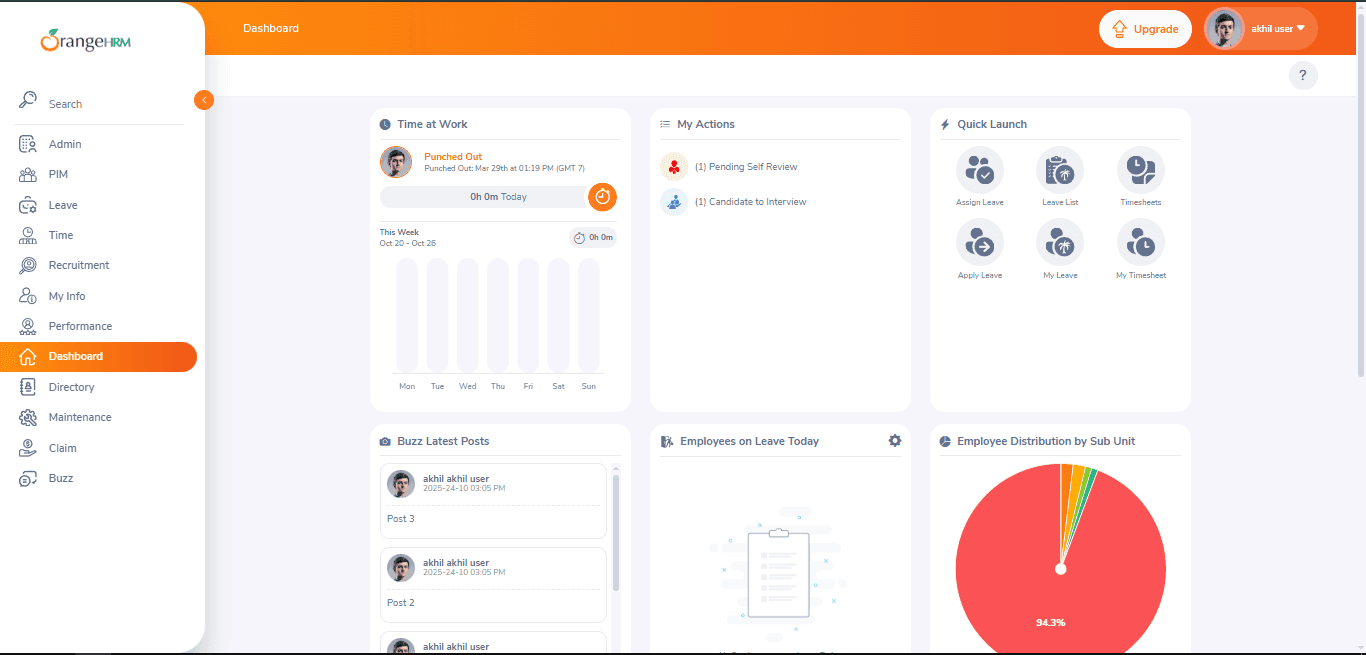 OrangeHRM
Dashboard
Upgrade
akhil user
?
Search
Admin
PIM
Leave
Time
Recruitment
My Info
Performance
Dashboard
Directory
Maintenance
Claim
Buzz
Time at Work
Punched Out
Punched Out: Mar 29th at 01:19 PM (GMT 7)
0h 0m Today
This Week
Oct 20 - Oct 26
0h 0m
Mon Tue Wed Thu Fri Sat Sun
My Actions
(1) Pending Self Review
(1) Candidate to Interview
Quick Launch
Assign Leave Leave List Timesheets
Apply Leave My Leave My Timesheet
Buzz Latest Posts
akhil akhil user
2025-24-10 03:05 PM
Post 3
akhil akhil user
2025-24-10 03:05 PM
Post 2
akhil akhil user
Employees on Leave Today
Employee Distribution by Sub Unit
94.3%